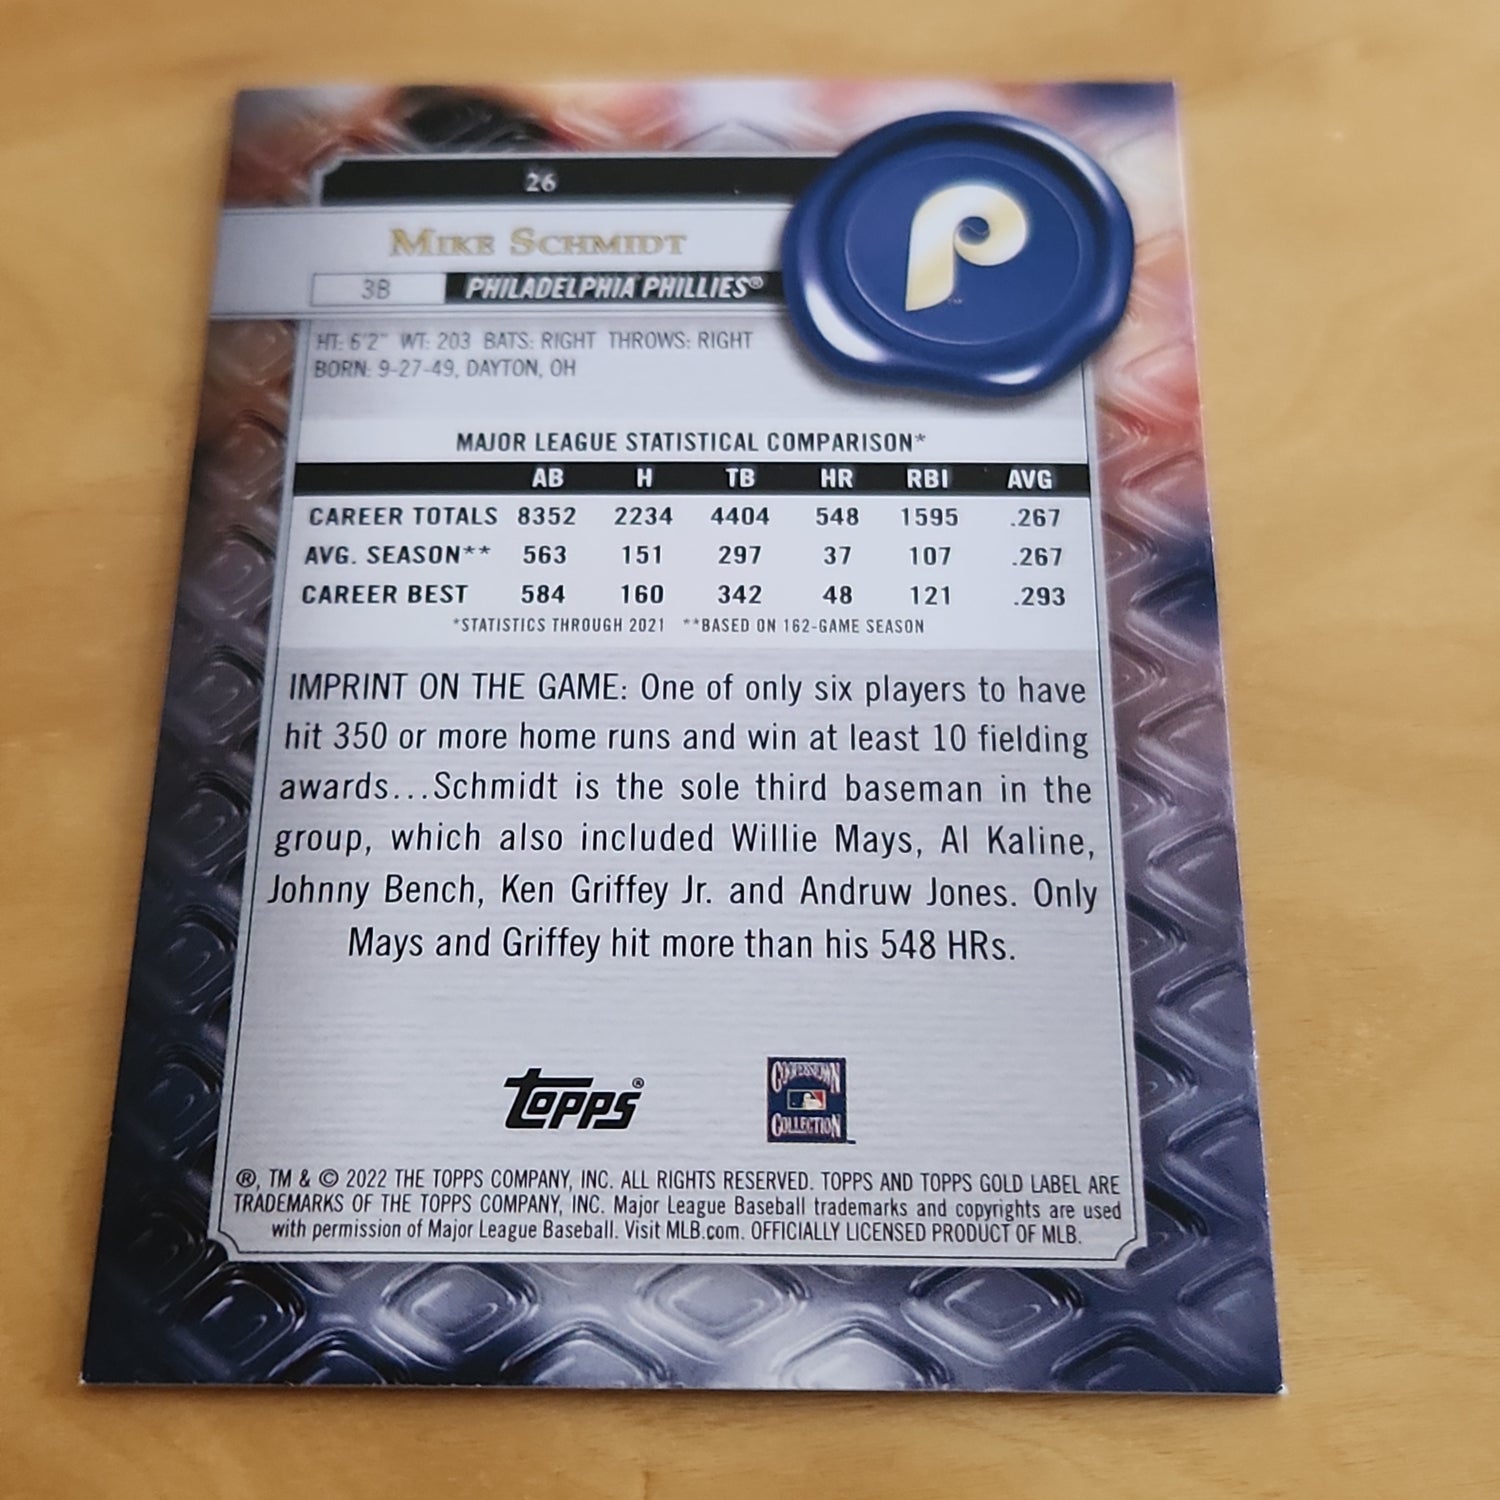 26
MIKE SCHMIDT
3B PHILADELPHIA PHILLIES®
HT: 6'2" WT: 203 BATS: RIGHT THROWS: RIGHT
BORN: 9-27-49, DAYTON, OH
P
MAJOR LEAGUE STATISTICAL COMPARISON*
AB H TB HR RBI AVG
CAREER TOTALS 8352 2234 4404 548 1595 .267
AVG. SEASON** 563 151 297 37 107 .267
CAREER BEST 584 160 342 48 121 .293
*STATISTICS THROUGH 2021 **BASED ON 162-GAME SEASON
IMPRINT ON THE GAME: One of only six players to have
hit 350 or more home runs and win at least 10 fielding
awards...Schmidt is the sole third baseman in the
group, which also included Willie Mays, Al Kaline,
Johnny Bench, Ken Griffey Jr. and Andruw Jones. Only
Mays and Griffey hit more than his 548 HRs.
topps®
COOPERSTOWN
COLLECTION
®, TM & © 2022 THE TOPPS COMPANY, INC. ALL RIGHTS RESERVED. TOPPS AND TOPPS GOLD LABEL ARE
TRADEMARKS OF THE TOPPS COMPANY, INC. Major League Baseball trademarks and copyrights are used
with permission of Major League Baseball. Visit MLB.com. OFFICIALLY LICENSED PRODUCT OF MLB.